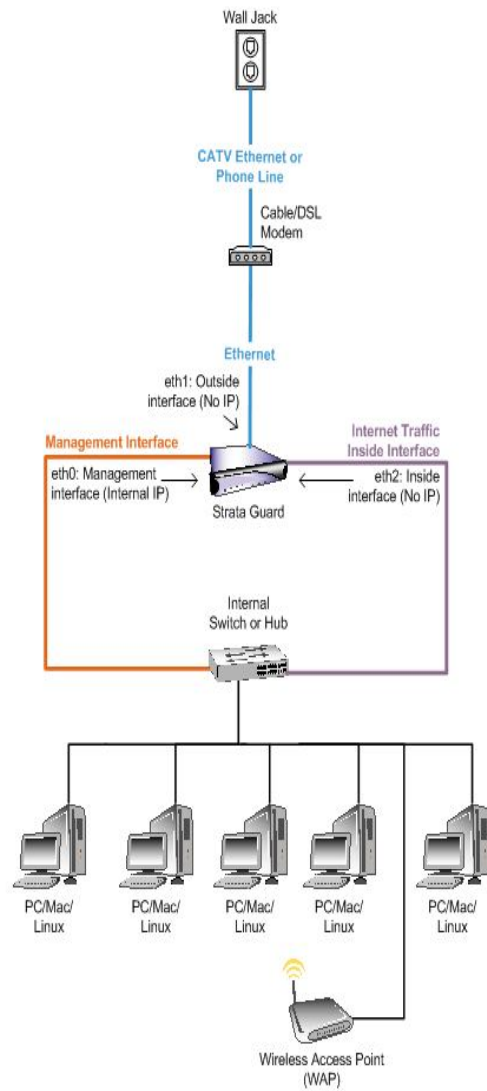 Wall Jack
CATV Ethernet or
Phone Line
Cable/DSL
Modem
Ethernet
eth1: Outside
interface (No IP)
Management Interface
Internet Traffic
Inside Interface
eth0: Management
interface (Internal IP)
eth2: Inside
interface (No IP)
Strata Guard
Internal
Switch or Hub
PC/Mac/
Linux
PC/Mac/
Linux
PC/Mac/
Linux
PC/Mac/
Linux
PC/Mac/
Linux
Wireless Access Point
(WAP)